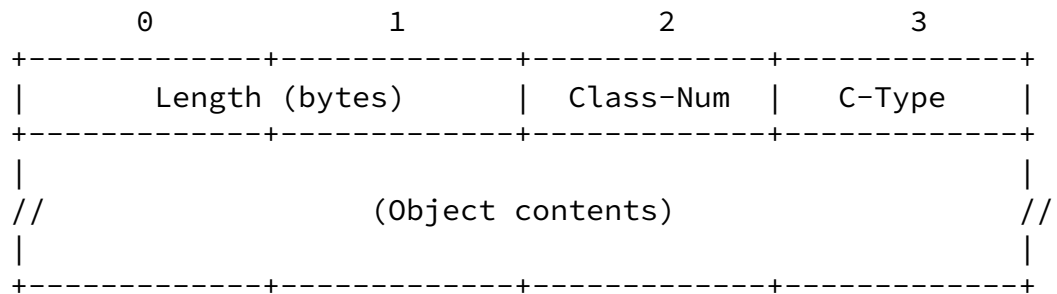 0 1 2 3
+-------------+-------------+-------------+-------------+
| Length (bytes) | Class-Num | C-Type |
+-------------+-------------+-------------+-------------+
| |
// (Object contents) //
| |
+-------------+-------------+-------------+-------------+